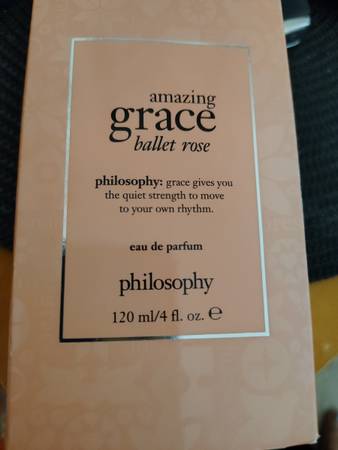 amazing
grace
ballet rose
philosophy: grace gives you
the quiet strength to move
to your own rhythm.
eau de parfum
philosophy
120 ml/4 fl. oz. ℮